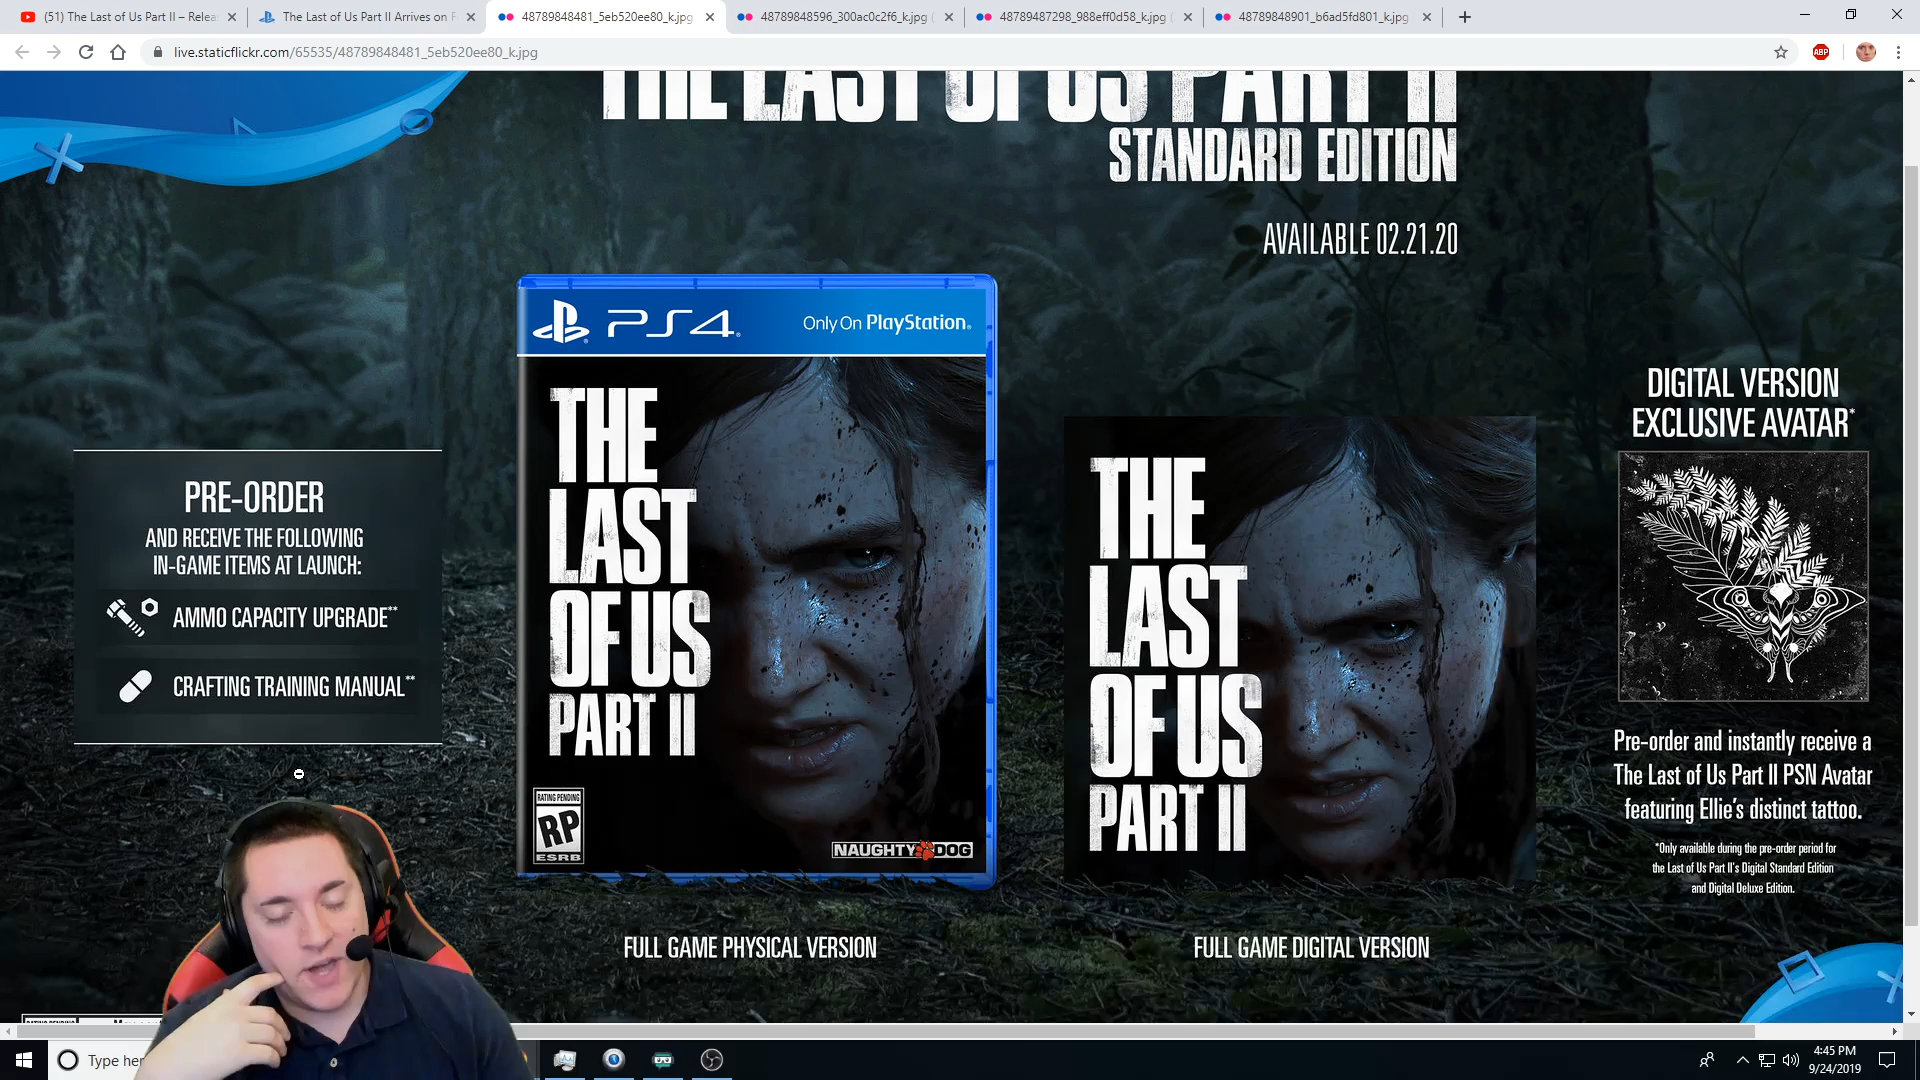 (51) The Last of Us Part II – Relea
The Last of Us Part II Arrives on F
48789848481_5eb520ee80_k.jpg
48789848596_300ac0c2f6_k.jpg (
48789487298_988eff0d58_k.jpg (
48789848901_b6ad5fd801_k.jpg
live.staticflickr.com/65535/48789848481_5eb520ee80_k.jpg
ABP
THE LAST OF US PART II
STANDARD EDITION
AVAILABLE 02.21.20
PRE-ORDER
AND RECEIVE THE FOLLOWING
IN-GAME ITEMS AT LAUNCH:
AMMO CAPACITY UPGRADE**
CRAFTING TRAINING MANUAL**
PS4
Only On PlayStation.
THE
LAST
OF US
PART II
RATING PENDING
RP
ESRB
NAUGHTY DOG
FULL GAME PHYSICAL VERSION
THE
LAST
OF US
PART II
FULL GAME DIGITAL VERSION
DIGITAL VERSION
EXCLUSIVE AVATAR*
Pre-order and instantly receive a
The Last of Us Part II PSN Avatar
featuring Ellie's distinct tattoo.
*Only available during the pre-order period for
the Last of Us Part II's Digital Standard Edition
and Digital Deluxe Edition.
Type her
4:45 PM
9/24/2019